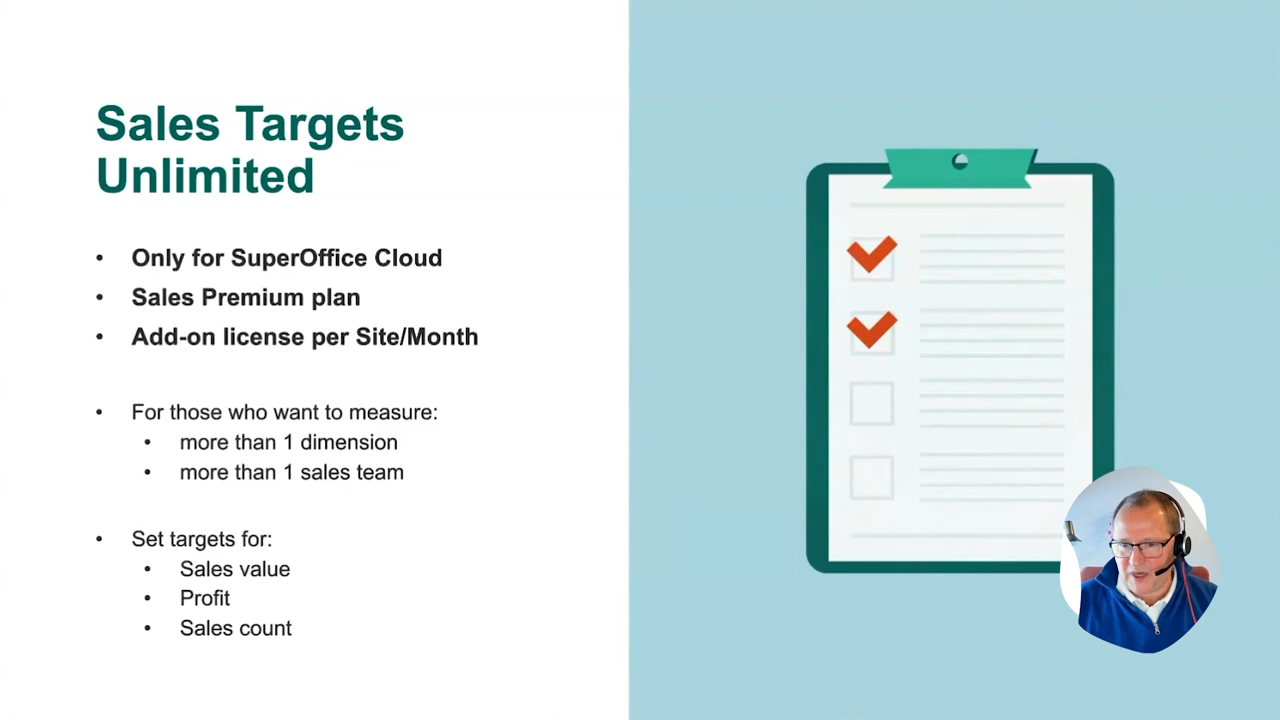 Sales Targets
Unlimited
• Only for SuperOffice Cloud
• Sales Premium plan
• Add-on license per Site/Month
• For those who want to measure:
• more than 1 dimension
• more than 1 sales team
• Set targets for:
• Sales value
• Profit
• Sales count